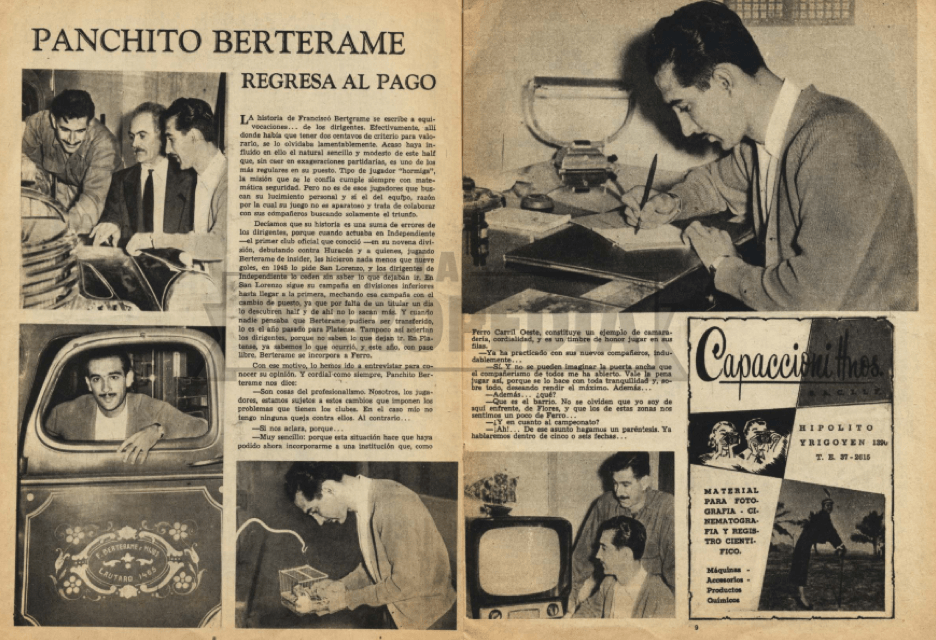 PANCHITO BERTERAME
REGRESA AL PAGO
LA historia de Francisco Berterame se escribe a equi-
vocaciones... de los dirigentes. Efectivamente, allí
donde había que tener dos centavos de criterio para valo-
rarlo, se lo olvidaba lamentablemente. Acaso haya in-
fluído en ello el natural sencillo y modesto de este half
que, sin caer en exageraciones partidarias, es uno de los
más regulares en su puesto. Tipo de jugador "hormiga",
la misión que se le confía cumple siempre con mate-
mática seguridad. Pero no es de esos jugadores que bus-
can su lucimiento personal y sí el del equipo, razón
por la cual su juego no es aparatoso y trata de colaborar
con sus compañeros buscando solamente el triunfo.
Decíamos que su historia es una suma de errores de
los dirigentes, porque cuando actuaba en Independiente
—el primer club oficial que conoció —en su novena divi-
sión, debutando contra Huracán y a quienes, jugando
Berterame de insider, les hicieron nada menos que nueve
goles, en 1945 lo pide San Lorenzo, y los dirigentes de
Independiente lo ceden sin saber lo que dejaban ir. En
San Lorenzo sigue su campaña en divisiones inferiores
hasta llegar a la primera, mechando esa campaña con el
cambio de puesto, ya que por falta de un titular un día
lo descubren half y de ahí no lo sacan más. Y cuando
nadie pensaba que Berterame pudiera ser transferido,
lo es el año pasado para Platense. Tampoco así aciertan
los dirigentes, porque no saben lo que dejan ir. En Pla-
tense, ya sabemos lo que ocurrió, y este año, con pase
libre, Berterame se incorpora a Ferro.
Con ese motivo, lo hemos ido a entrevistar para co-
nocer su opinión. Y cordial como siempre, Panchito Ber-
terame nos dice:
—Son cosas del profesionalismo. Nosotros, los juga-
dores, estamos sujetos a estos cambios que imponen los
problemas que tienen los clubes. En el caso mío no
tengo ninguna queja contra ellos. Al contrario...
—Si nos aclara, porque...
—Muy sencillo: porque esta situación hace que haya
podido ahora incorporarme a una institución que, como
Ferro Carril Oeste, constituye un ejemplo de camara-
dería, cordialidad, y es un timbre de honor jugar en sus
filas.
—Ya ha practicado con sus nuevos compañeros, indu-
dablemente...
—Sí. Y no se pueden imaginar la puerta ancha que
el compañerismo de todos me ha abierto. Vale la pena
jugar así, porque se lo hace con toda tranquilidad y, so-
bre todo, deseando rendir el máximo. Además...
—Además... ¿qué?
—Que es el barrio. No se olviden que yo soy de
aquí enfrente, de Flores, y que los de estas zonas nos
sentimos un poco de Ferro...
—¿Y en cuanto al campeonato?
—¡Ah!... De ese asunto hagamos un paréntesis. Ya
hablaremos dentro de cinco o seis fechas...
F. BERTERAME e HIJOS
LAUTARO 1485
Capaccioni Hnos.
HIPOLITO
YRIGOYEN
T. E. 37-2615
MATERIAL
PARA FOTO-
GRAFIA - CI-
NEMATOGRA-
FIA Y REGIS-
TRO CIENTI-
FICO.
Máquinas -
Accesorios -
Productos
Químicos
9